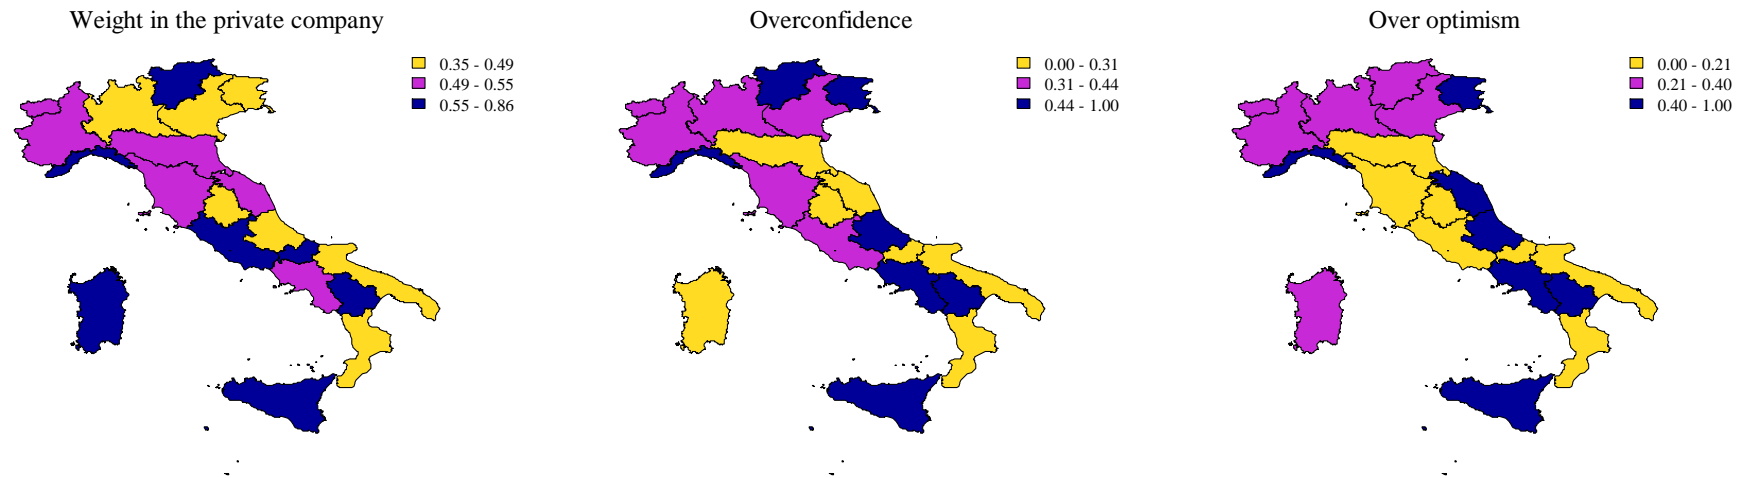 Weight in the private company
0.35 - 0.49
0.49 - 0.55
0.55 - 0.86
Overconfidence
0.00 - 0.31
0.31 - 0.44
0.44 - 1.00
Over optimism
0.00 - 0.21
0.21 - 0.40
0.40 - 1.00